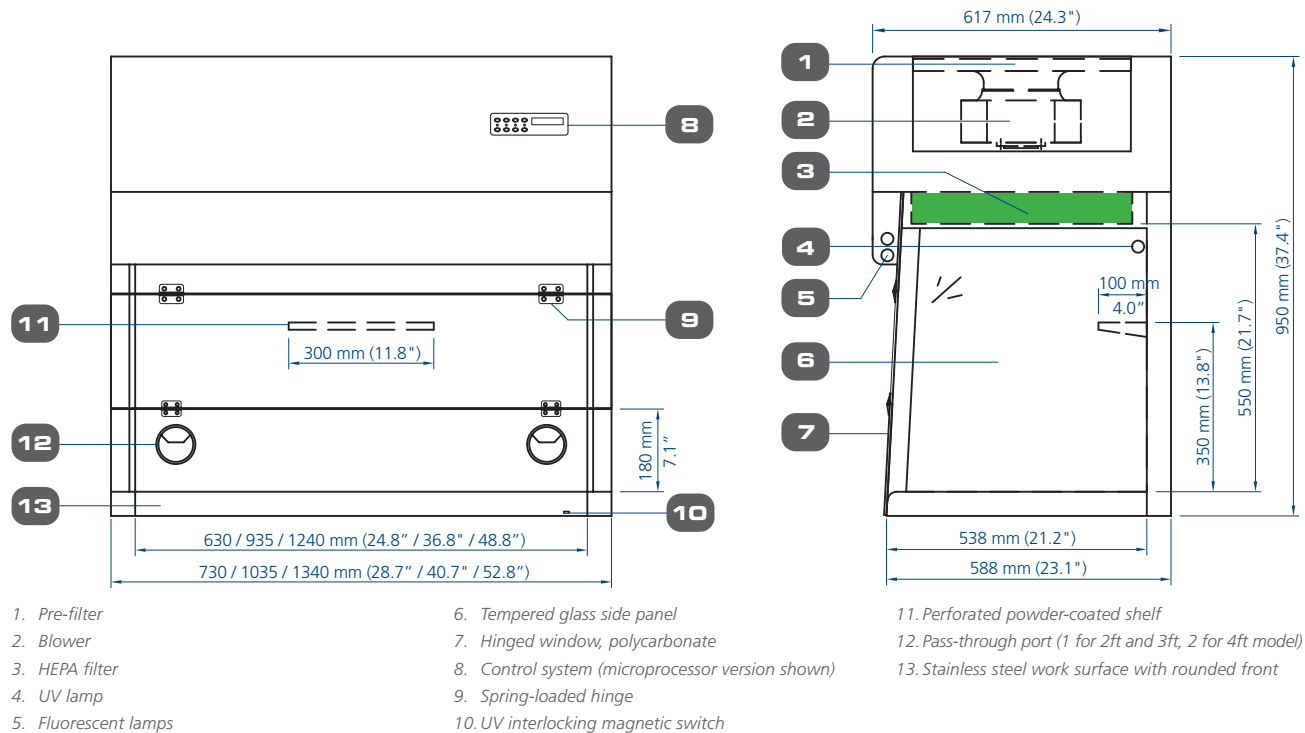 617 mm (24.3")
1
2
8
3
950 mm (37.4")
4
100 mm
4.0”
5
11
9
300 mm (11.8")
550 mm (21.7")
350 mm (13.8")
6
7
12
180 mm
7.1”
13
10
630 / 935 / 1240 mm (24.8” / 36.8" / 48.8”)
538 mm (21.2")
730 / 1035 / 1340 mm (28.7” / 40.7" / 52.8”)
588 mm (23.1")
1. Pre-filter
2. Blower
3. HEPA filter
4. UV lamp
5. Fluorescent lamps
6. Tempered glass side panel
7. Hinged window, polycarbonate
8. Control system (microprocessor version shown)
9. Spring-loaded hinge
10. UV interlocking magnetic switch
11. Perforated powder-coated shelf
12. Pass-through port (1 for 2ft and 3ft, 2 for 4ft model)
13. Stainless steel work surface with rounded front